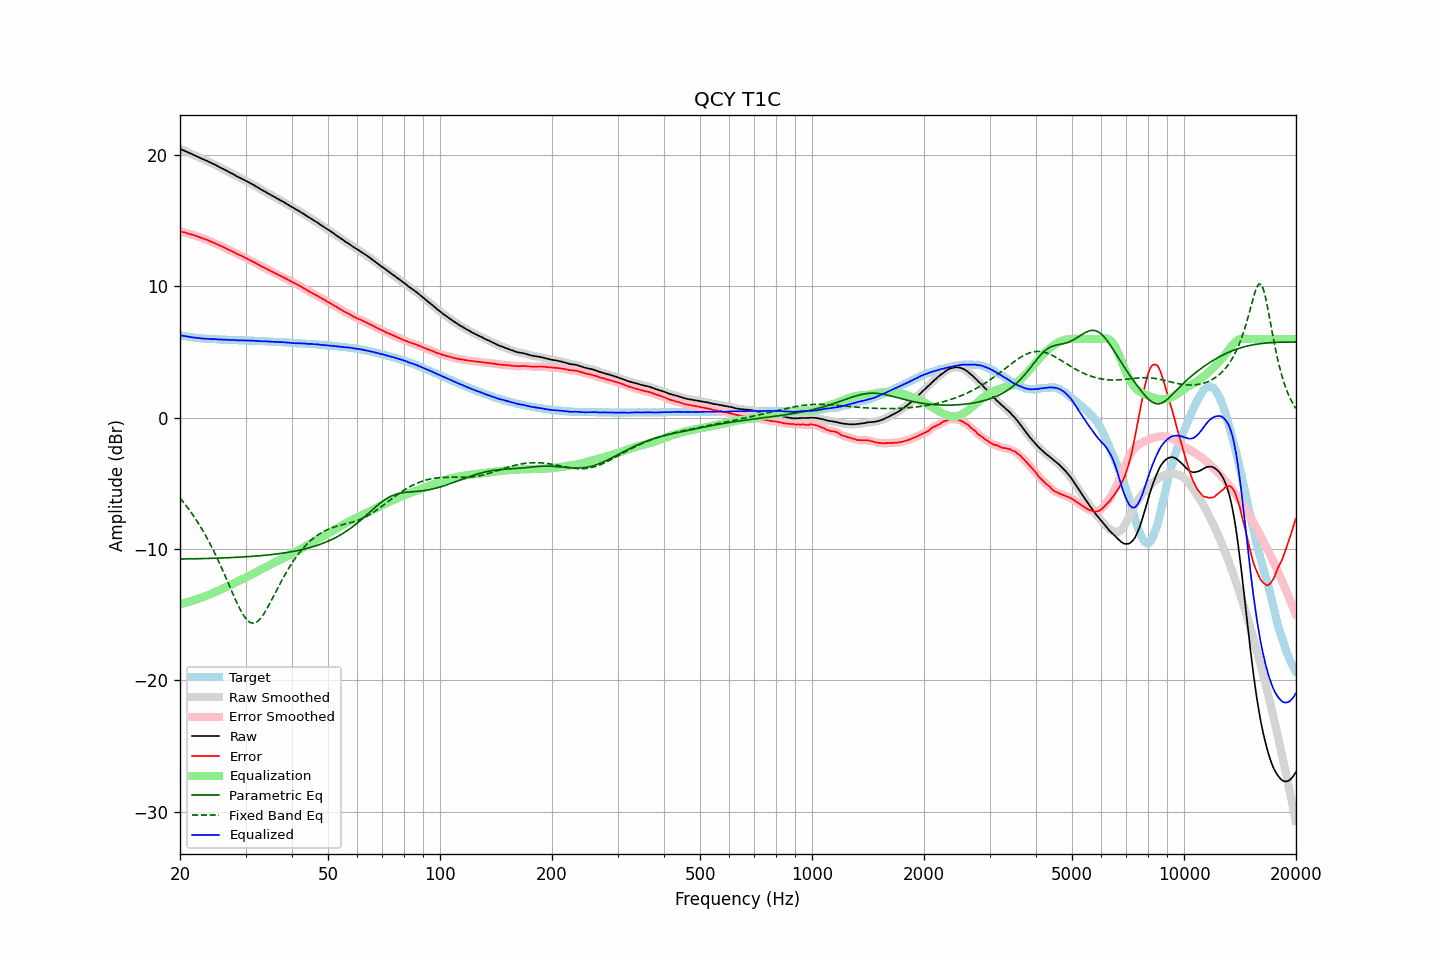 QCY T1C
Amplitude (dBr)
20
10
0
−10
−20
−30
Target
Raw Smoothed
Error Smoothed
Raw
Error
Equalization
Parametric Eq
Fixed Band Eq
Equalized
20 50 100 200 500 1000 2000 5000 10000 20000
Frequency (Hz)